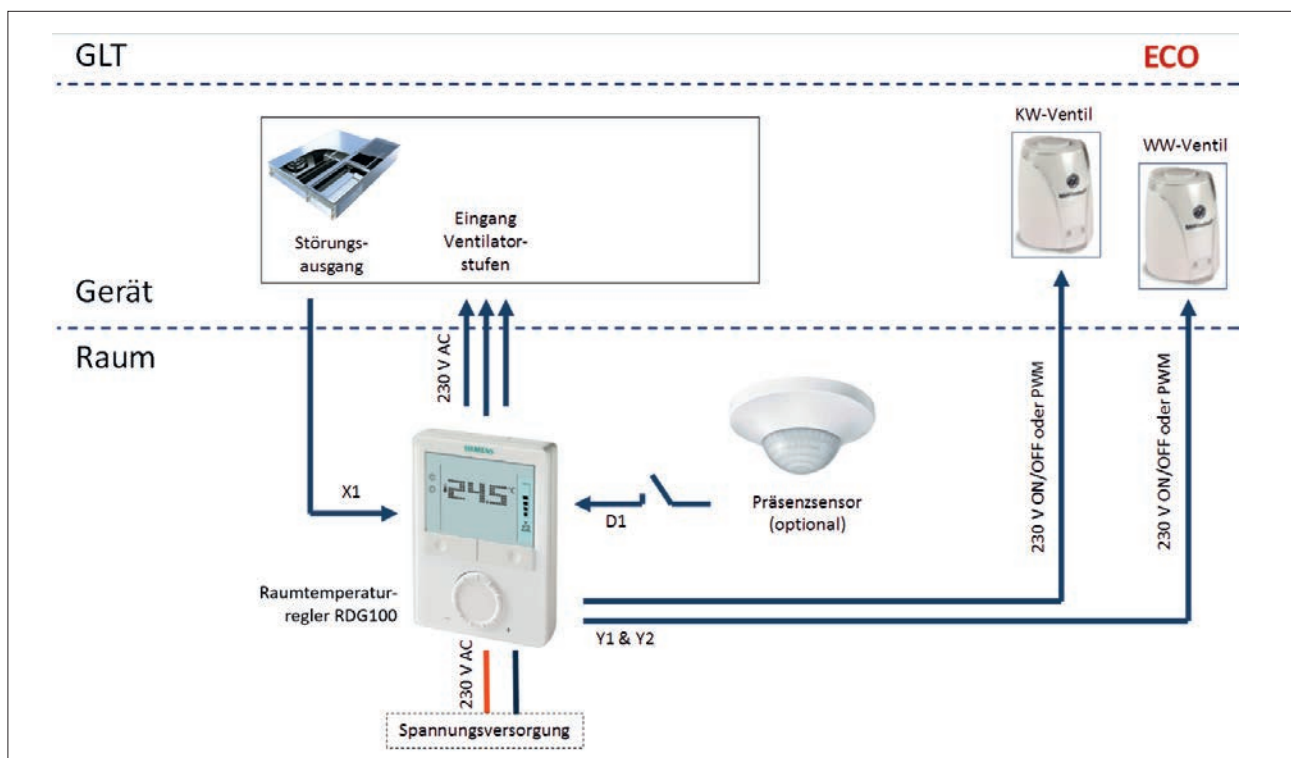 GLT
ECO
KW-Ventil
WW-Ventil
Eingang
Ventilator-
stufen
Störungs-
ausgang
Gerät
Raum
230 V AC
230 V ON/OFF oder PWM
230 V ON/OFF oder PWM
SIEMENS
24.5°C
X1
D1
Präsenzsensor
(optional)
Raumtemperatur-
regler RDG100
Y1 & Y2
230 V AC
Spannungsversorgung